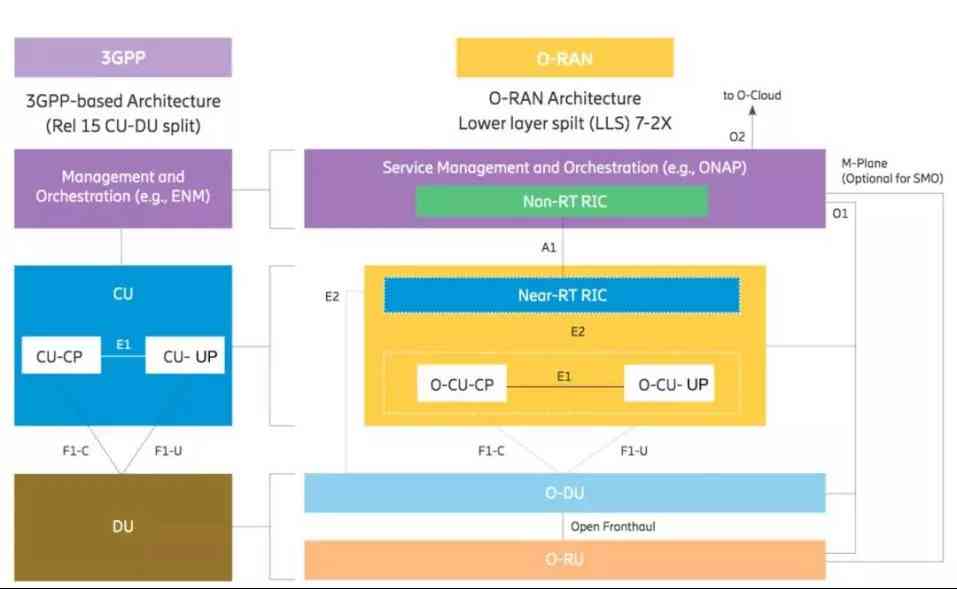 3GPP
3GPP-based Architecture
(Rel 15 CU-DU split)
Management and
Orchestration (e.g., ENM)
CU
CU-CP
E1
CU- UP
F1-C
F1-U
DU
O-RAN
O-RAN Architecture
Lower layer spilt (LLS) 7-2X
to O-Cloud
O2
Service Management and Orchestration (e.g., ONAP)
Non-RT RIC
M-Plane
(Optional for SMO)
O1
A1
E2
Near-RT RIC
E2
O-CU-CP
E1
O-CU- UP
F1-C
F1-U
O-DU
Open Fronthaul
O-RU